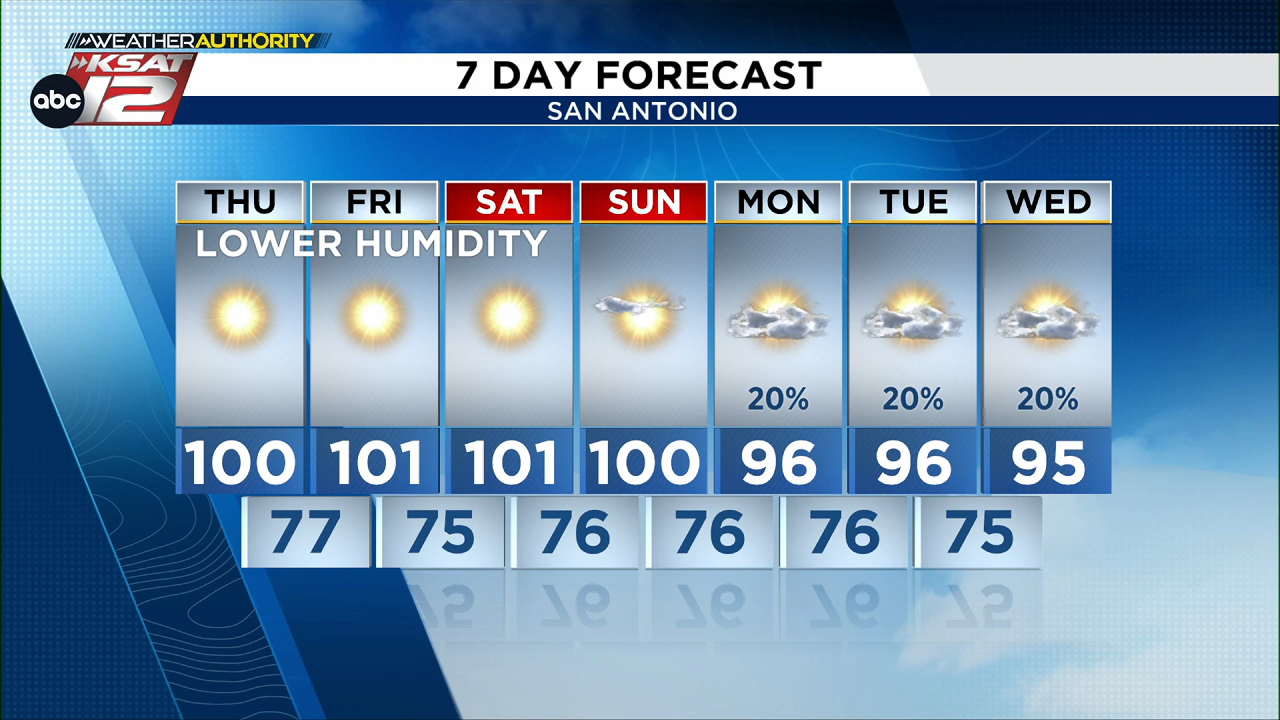 WEATHERAUTHORITY
KSAT
abc 12
7 DAY FORECAST
SAN ANTONIO
THU FRI SAT SUN MON TUE WED
LOWER HUMIDITY
20% 20% 20%
100 101 101 100 96 96 95
77 75 76 76 76 75